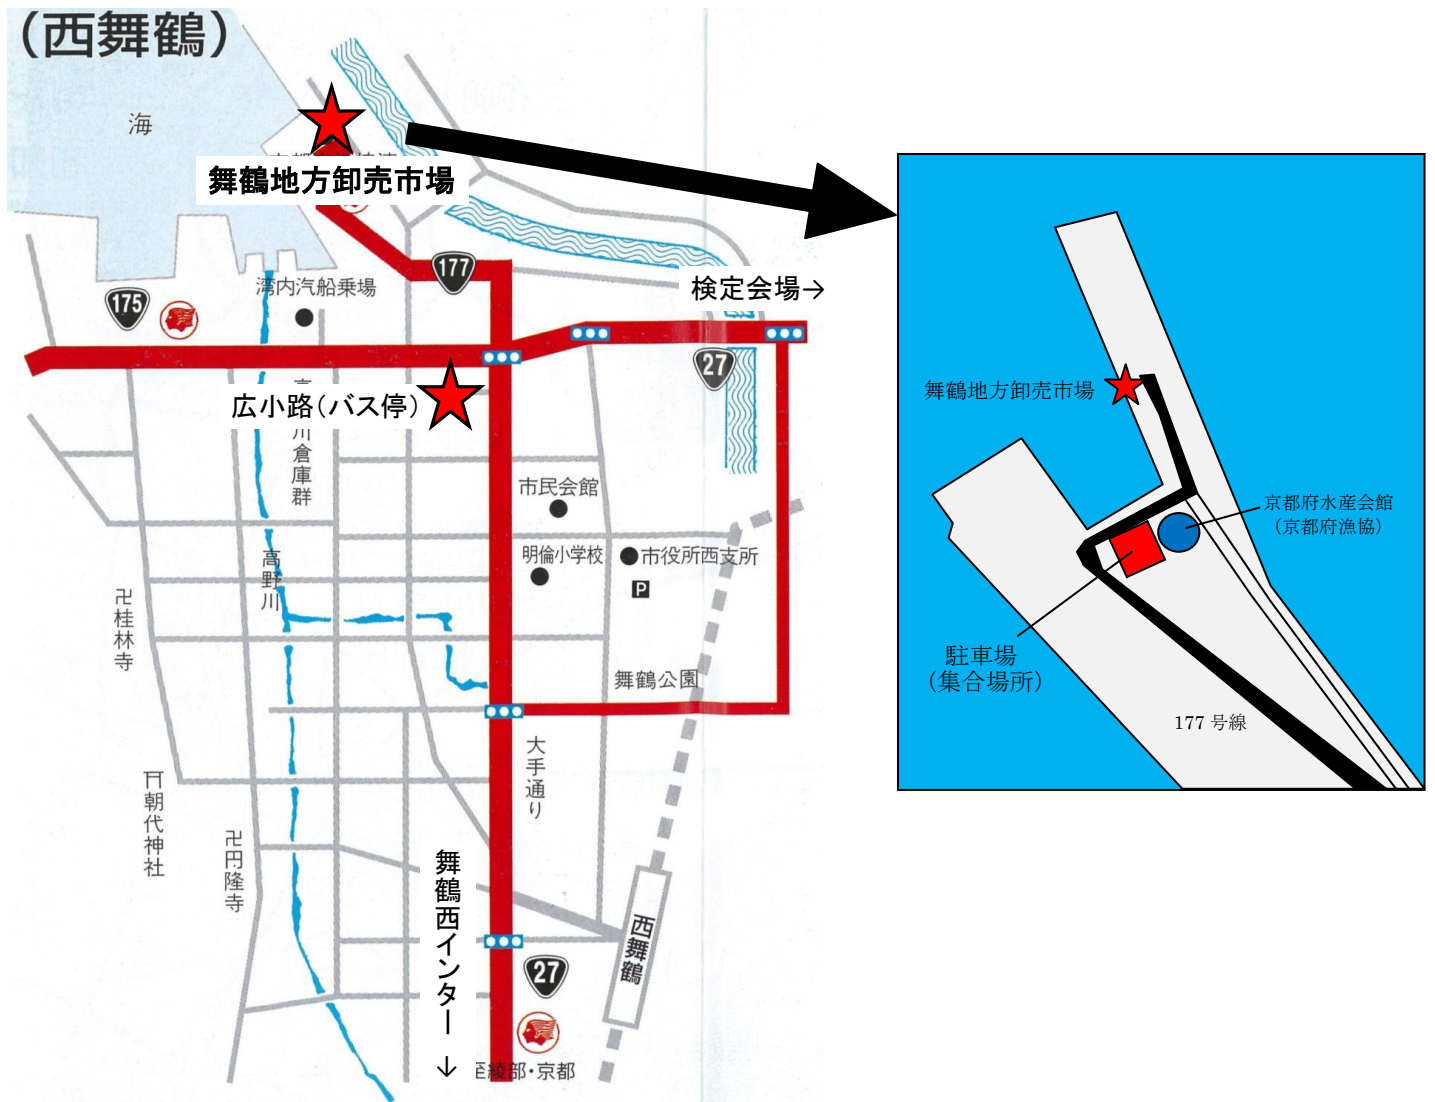 （西舞鶴）
海
舞鶴地方卸売市場
177
検定会場→
湾内汽船乗場
175
27
広小路（バス停）
川倉庫群
市民会館
明倫小学校
市役所西支所
P
高野川
卍桂林寺
舞鶴公園
大手通り
朝代神社
卍円隆寺
舞鶴西インター→
西舞鶴
27
至綾部・京都
舞鶴地方卸売市場
京都府水産会館
（京都府漁協）
駐車場
（集合場所）
177 号線